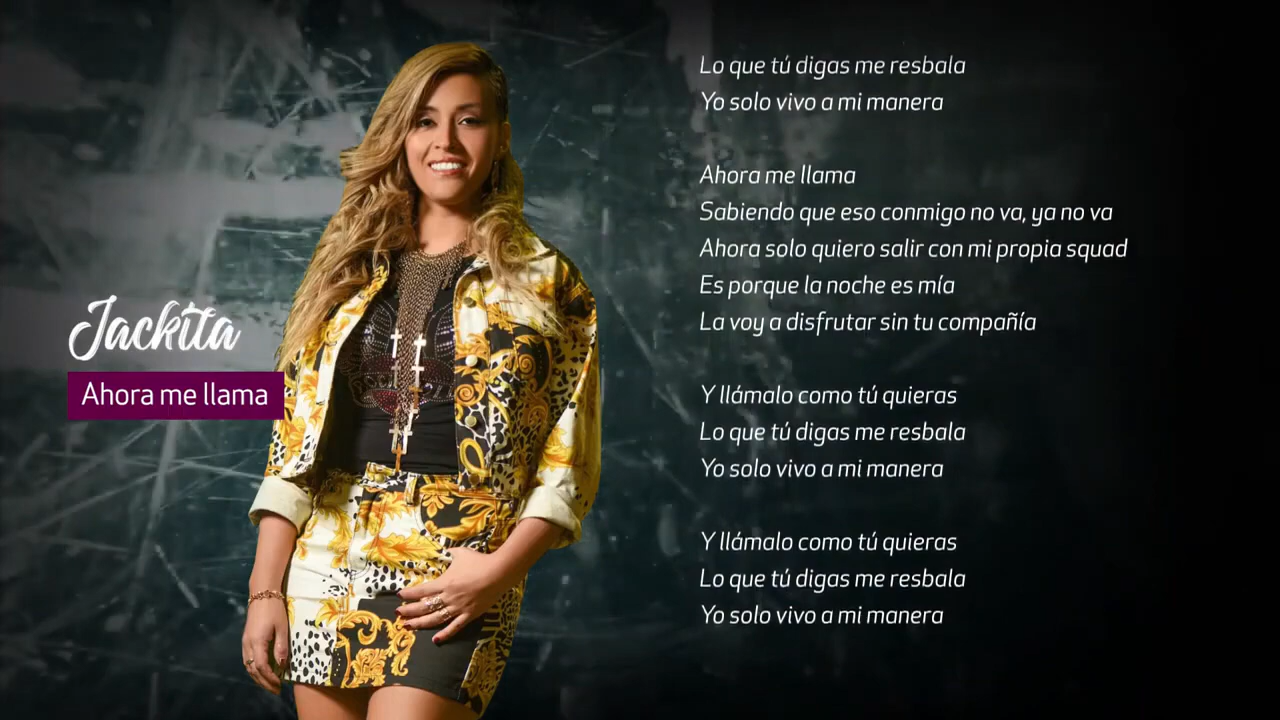 Jackita
Ahora me llama
Lo que tú digas me resbala
Yo solo vivo a mi manera
Ahora me llama
Sabiendo que eso conmigo no va, ya no va
Ahora solo quiero salir con mi propia squad
Es porque la noche es mía
La voy a disfrutar sin tu compañía
Y llámalo como tú quieras
Lo que tú digas me resbala
Yo solo vivo a mi manera
Y llámalo como tú quieras
Lo que tú digas me resbala
Yo solo vivo a mi manera